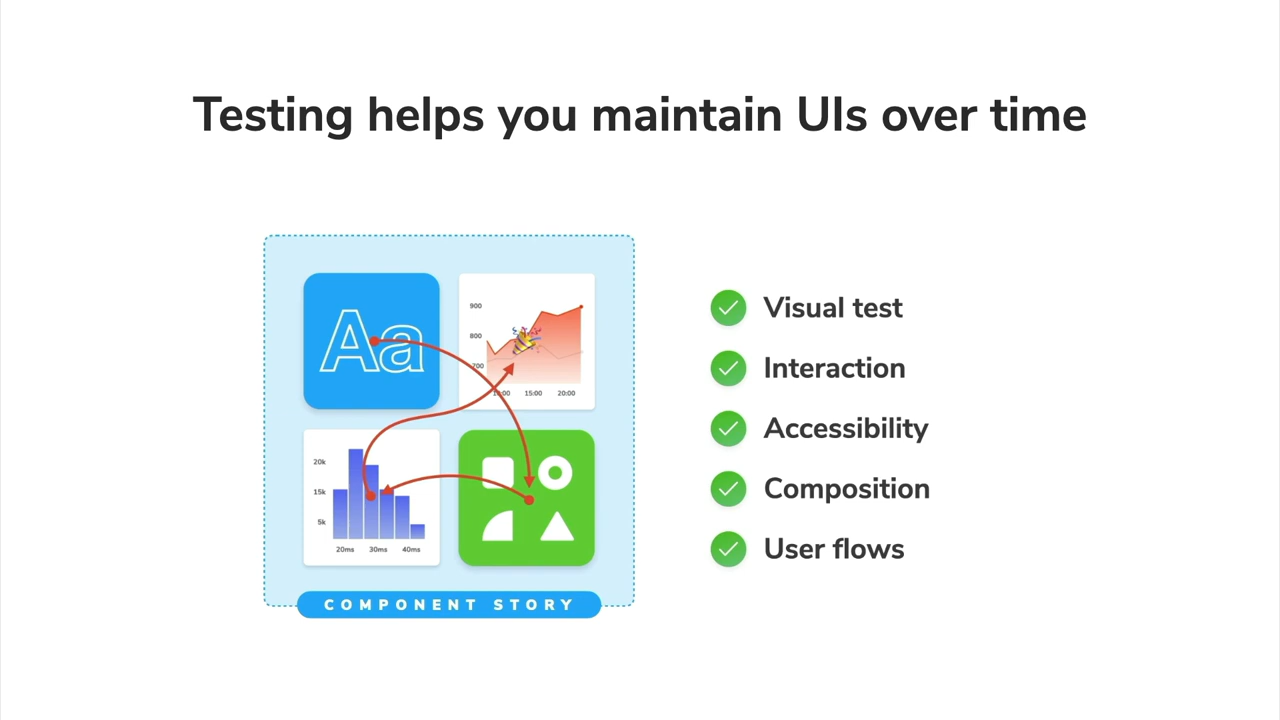 Testing helps you maintain UIs over time
Aa
900
800
700
15:00
20:00
20k
15k
5k
20ms
30ms
40ms
COMPONENT STORY
Visual test
Interaction
Accessibility
Composition
User flows